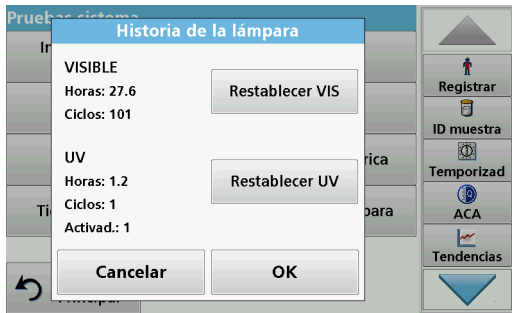 Pruebas sistema
Historia de la lámpara
VISIBLE
Horas: 27.6
Ciclos: 101
Restablecer VIS
UV
Horas: 1.2
Ciclos: 1
Activad.: 1
Restablecer UV
Cancelar
OK
Principal
Registrar
ID muestra
Temporizad
ACA
Tendencias